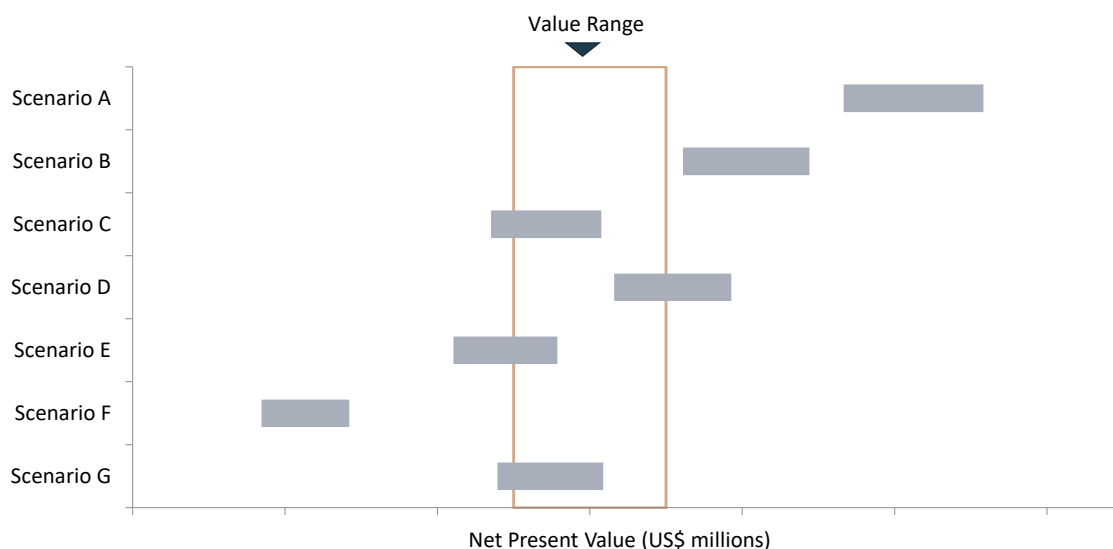 Value Range
Scenario A
Scenario B
Scenario C
Scenario D
Scenario E
Scenario F
Scenario G
Net Present Value (US$ millions)